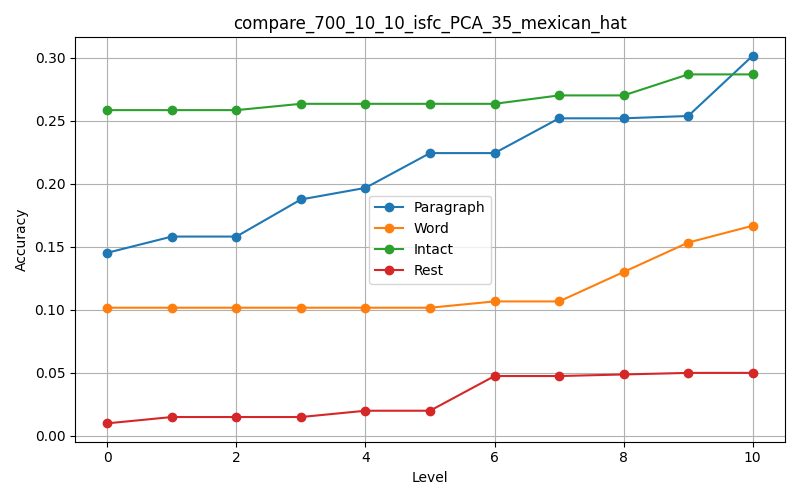 compare_700_10_10_isfc_PCA_35_mexican_hat
Accuracy
0.30
0.25
0.20
0.15
0.10
0.05
0.00
Paragraph
Word
Intact
Rest
0 2 4 6 8 10
Level